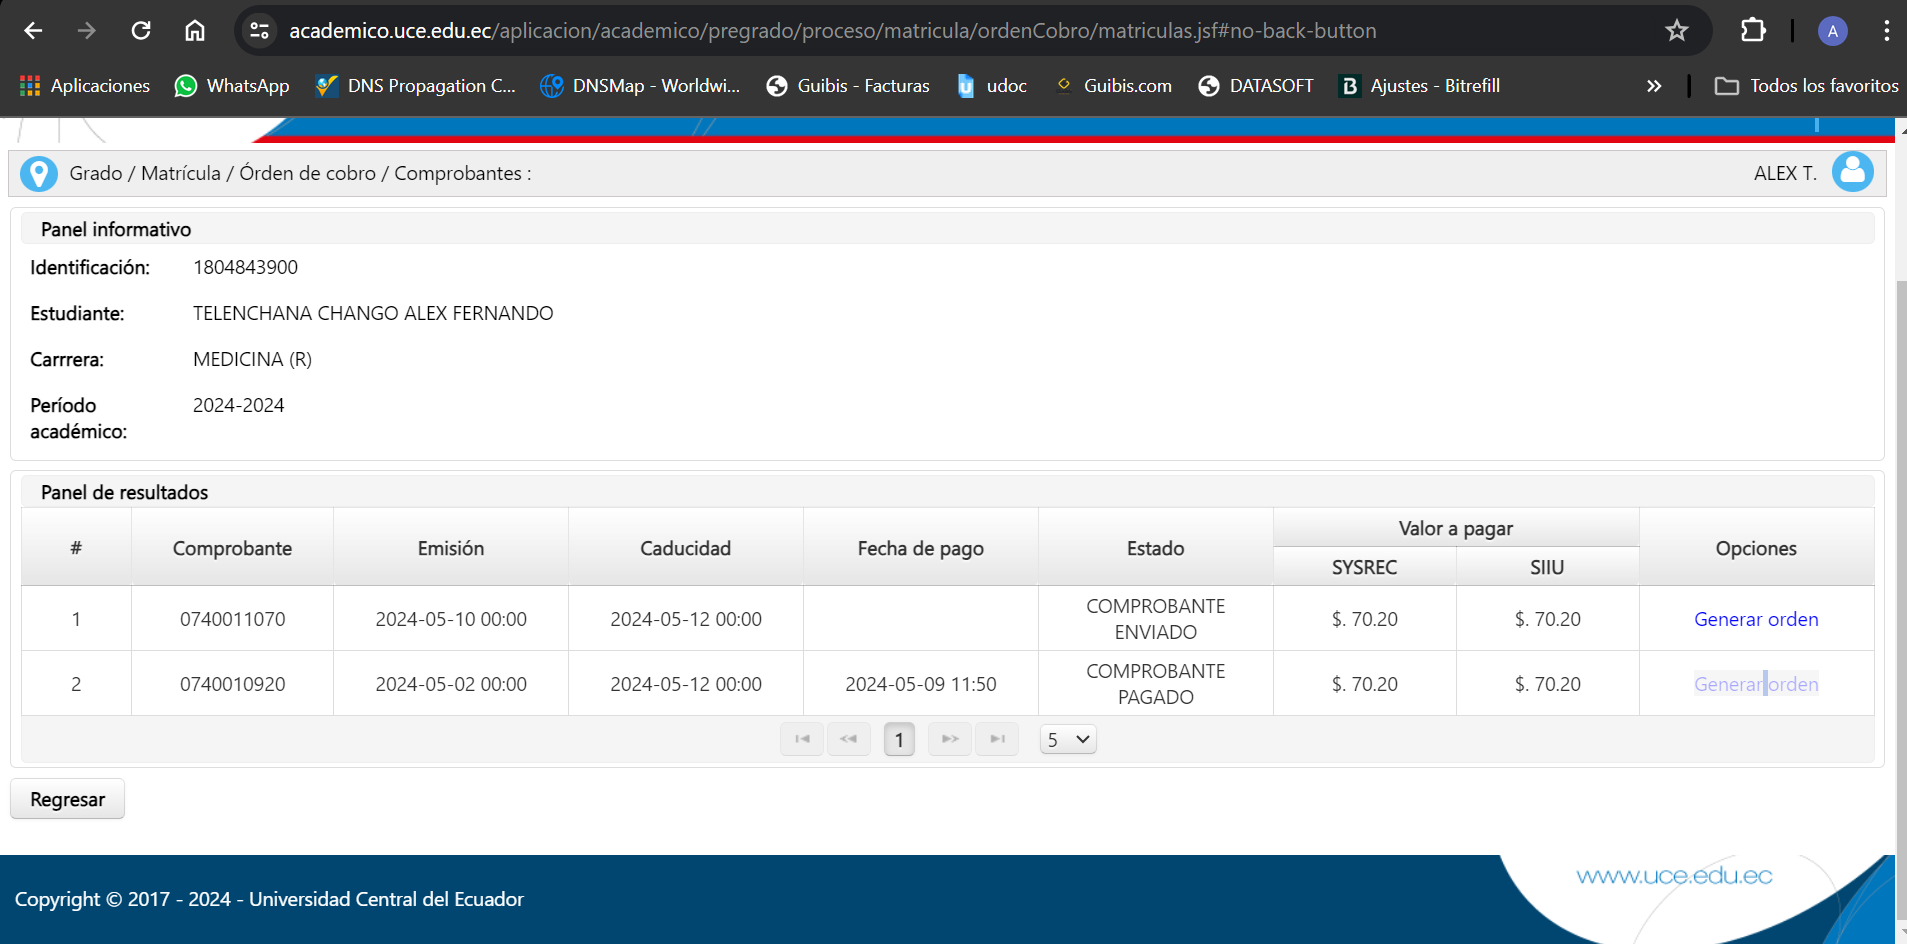 academico.uce.edu.ec/aplicacion/academico/pregrado/proceso/matricula/ordenCobro/matriculas.jsf#no-back-button
A
Aplicaciones WhatsApp DNS Propagation C... DNSMap - Worldwi... Guibis - Facturas udoc Guibis.com DATASOFT Ajustes - Bitrefill » Todos los favoritos
Grado / Matrícula / Órden de cobro / Comprobantes : ALEX T.
Panel informativo
Identificación: 1804843900
Estudiante: TELENCHANA CHANGO ALEX FERNANDO
Carrrera: MEDICINA (R)
Período 2024-2024
académico:
Panel de resultados
# Comprobante Emisión Caducidad Fecha de pago Estado Valor a pagar Opciones
SYSREC SIIU
1 0740011070 2024-05-10 00:00 2024-05-12 00:00 COMPROBANTE ENVIADO $. 70.20 $. 70.20 Generar orden
2 0740010920 2024-05-02 00:00 2024-05-12 00:00 2024-05-09 11:50 COMPROBANTE PAGADO $. 70.20 $. 70.20 Generar orden
1 5
Regresar
www.uce.edu.ec
Copyright © 2017 - 2024 - Universidad Central del Ecuador